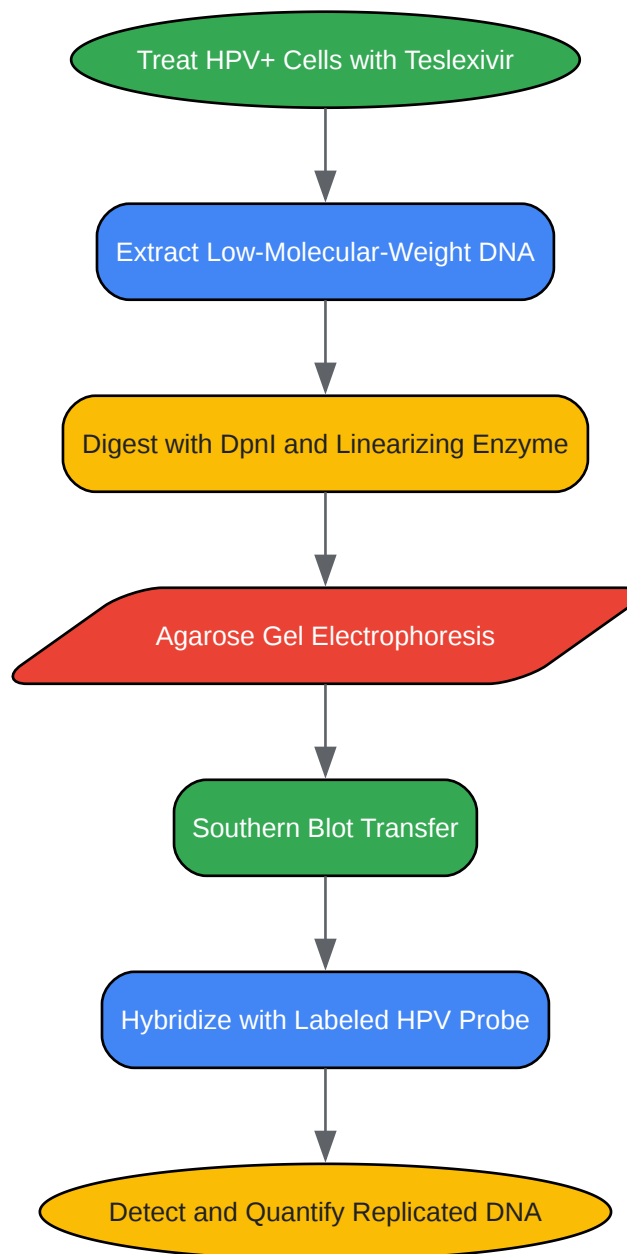 Treat HPV+ Cells with Teslexivir
Extract Low-Molecular-Weight DNA
Digest with DpnI and Linearizing Enzyme
Agarose Gel Electrophoresis
Southern Blot Transfer
Hybridize with Labeled HPV Probe
Detect and Quantify Replicated DNA